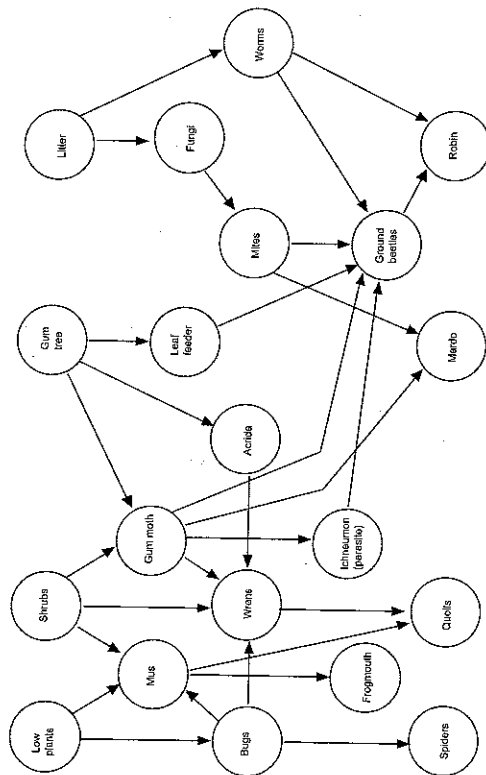 Low
plants
Shrubs
Gum
tree
Litter
Mus
Gum moth
Leaf
feeder
Fungi
Bugs
Wrens
Acrida
Mites
Worms
Frogmouth
Ichneumon
(parasite)
Ground
beetles
Spiders
Quolls
Mardo
Robin